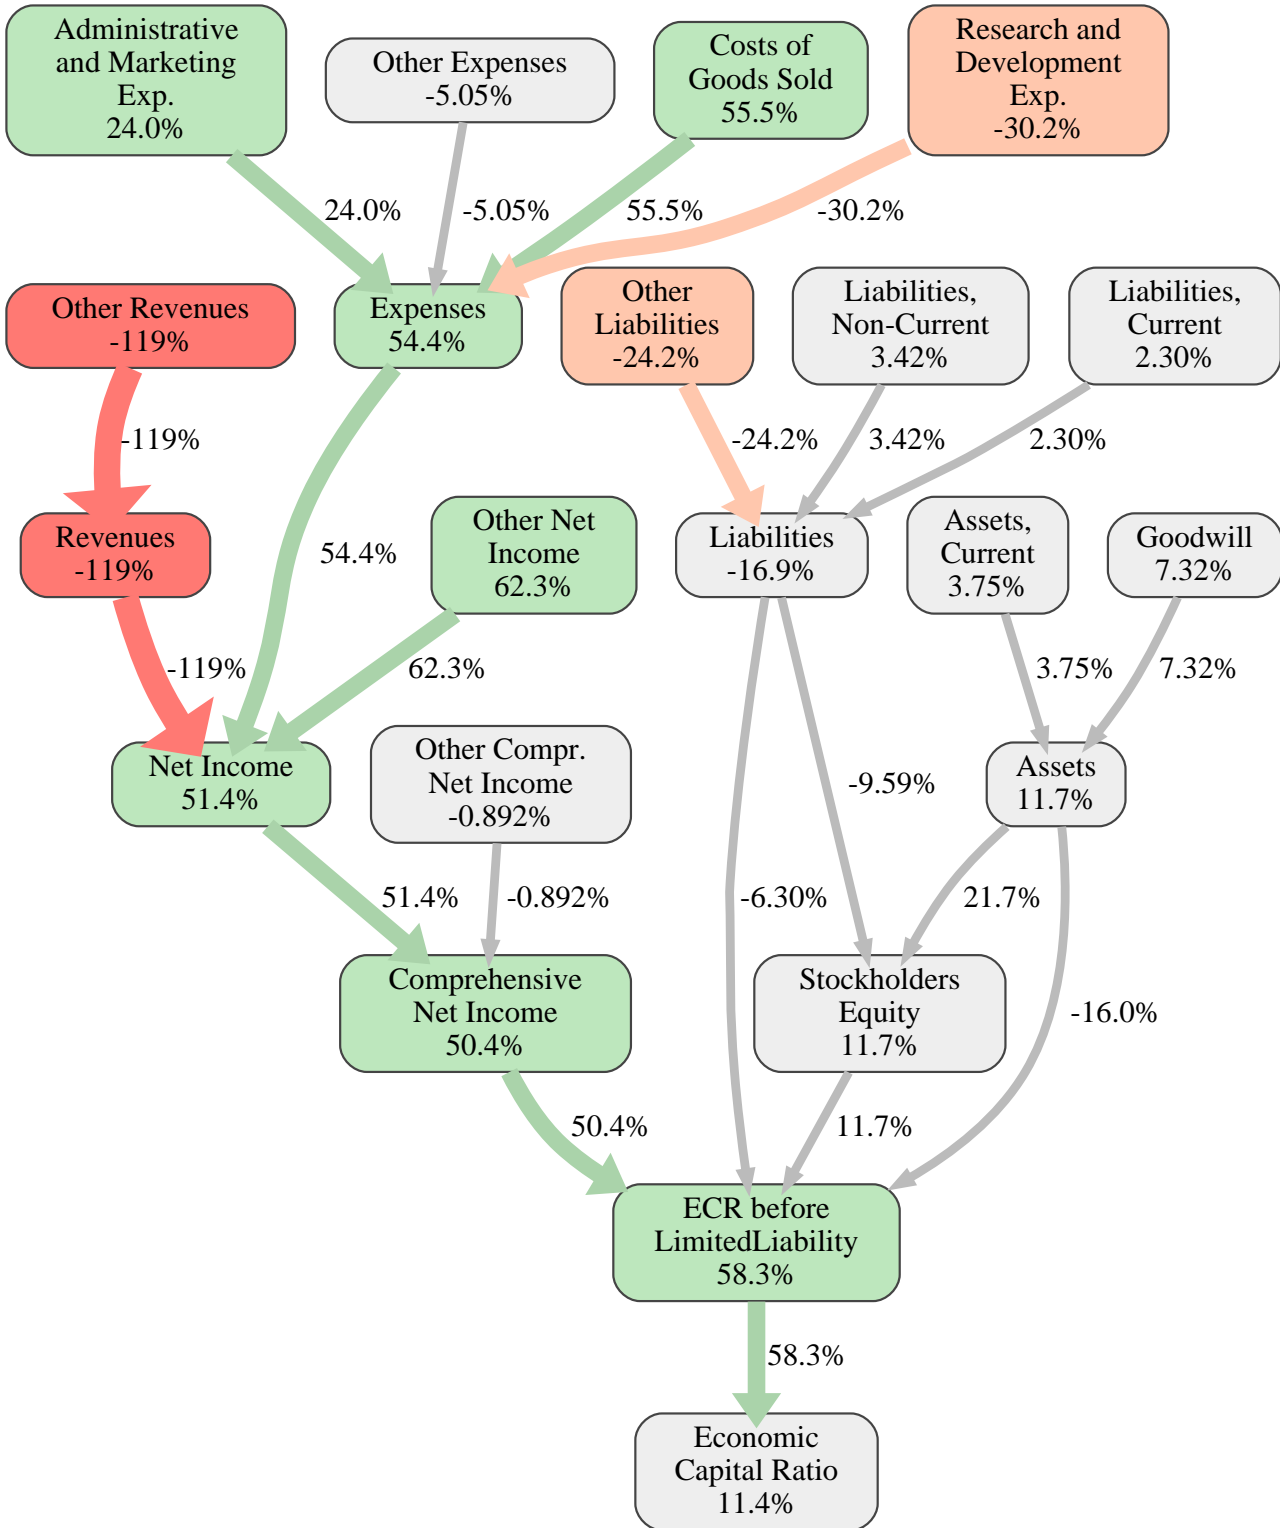 Administrative
and Marketing
Exp.
24.0%
Other Expenses
-5.05%
Costs of
Goods Sold
55.5%
Research and
Development
Exp.
-30.2%
24.0%
-5.05%
55.5%
-30.2%
Other Revenues
-119%
Expenses
54.4%
Other
Liabilities
-24.2%
Liabilities,
Non-Current
3.42%
Liabilities,
Current
2.30%
-119%
-24.2%
3.42%
2.30%
Revenues
-119%
54.4%
Other Net
Income
62.3%
Liabilities
-16.9%
Assets,
Current
3.75%
Goodwill
7.32%
-119%
62.3%
3.75%
7.32%
Net Income
51.4%
Other Compr.
Net Income
-0.892%
-9.59%
Assets
11.7%
51.4%
-0.892%
-6.30%
21.7%
Comprehensive
Net Income
50.4%
Stockholders
Equity
11.7%
-16.0%
50.4%
11.7%
ECR before
LimitedLiability
58.3%
58.3%
Economic
Capital Ratio
11.4%